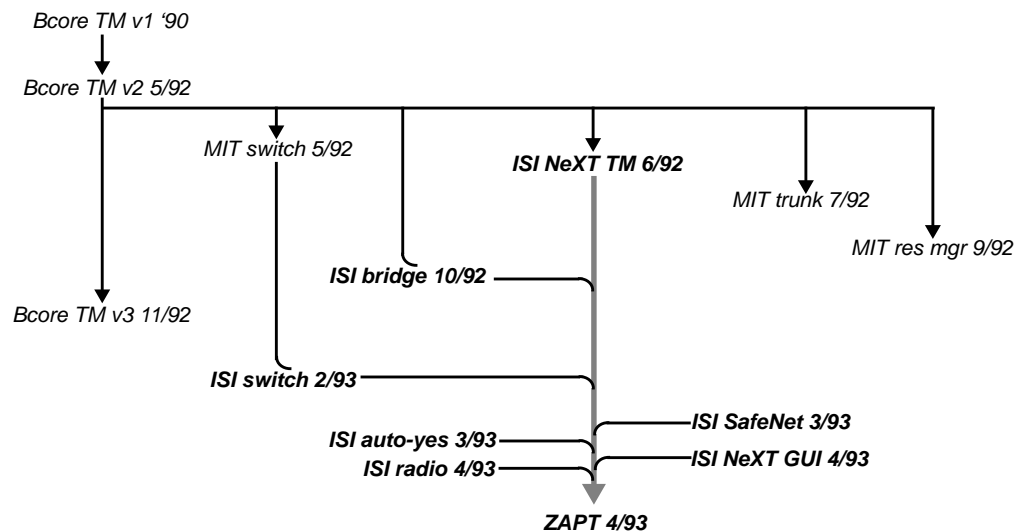 Bcore TM v1 ‘90
Bcore TM v2 5/92
MIT switch 5/92
ISI NeXT TM 6/92
MIT trunk 7/92
MIT res mgr 9/92
ISI bridge 10/92
Bcore TM v3 11/92
ISI switch 2/93
ISI SafeNet 3/93
ISI auto-yes 3/93
ISI NeXT GUI 4/93
ISI radio 4/93
ZAPT 4/93